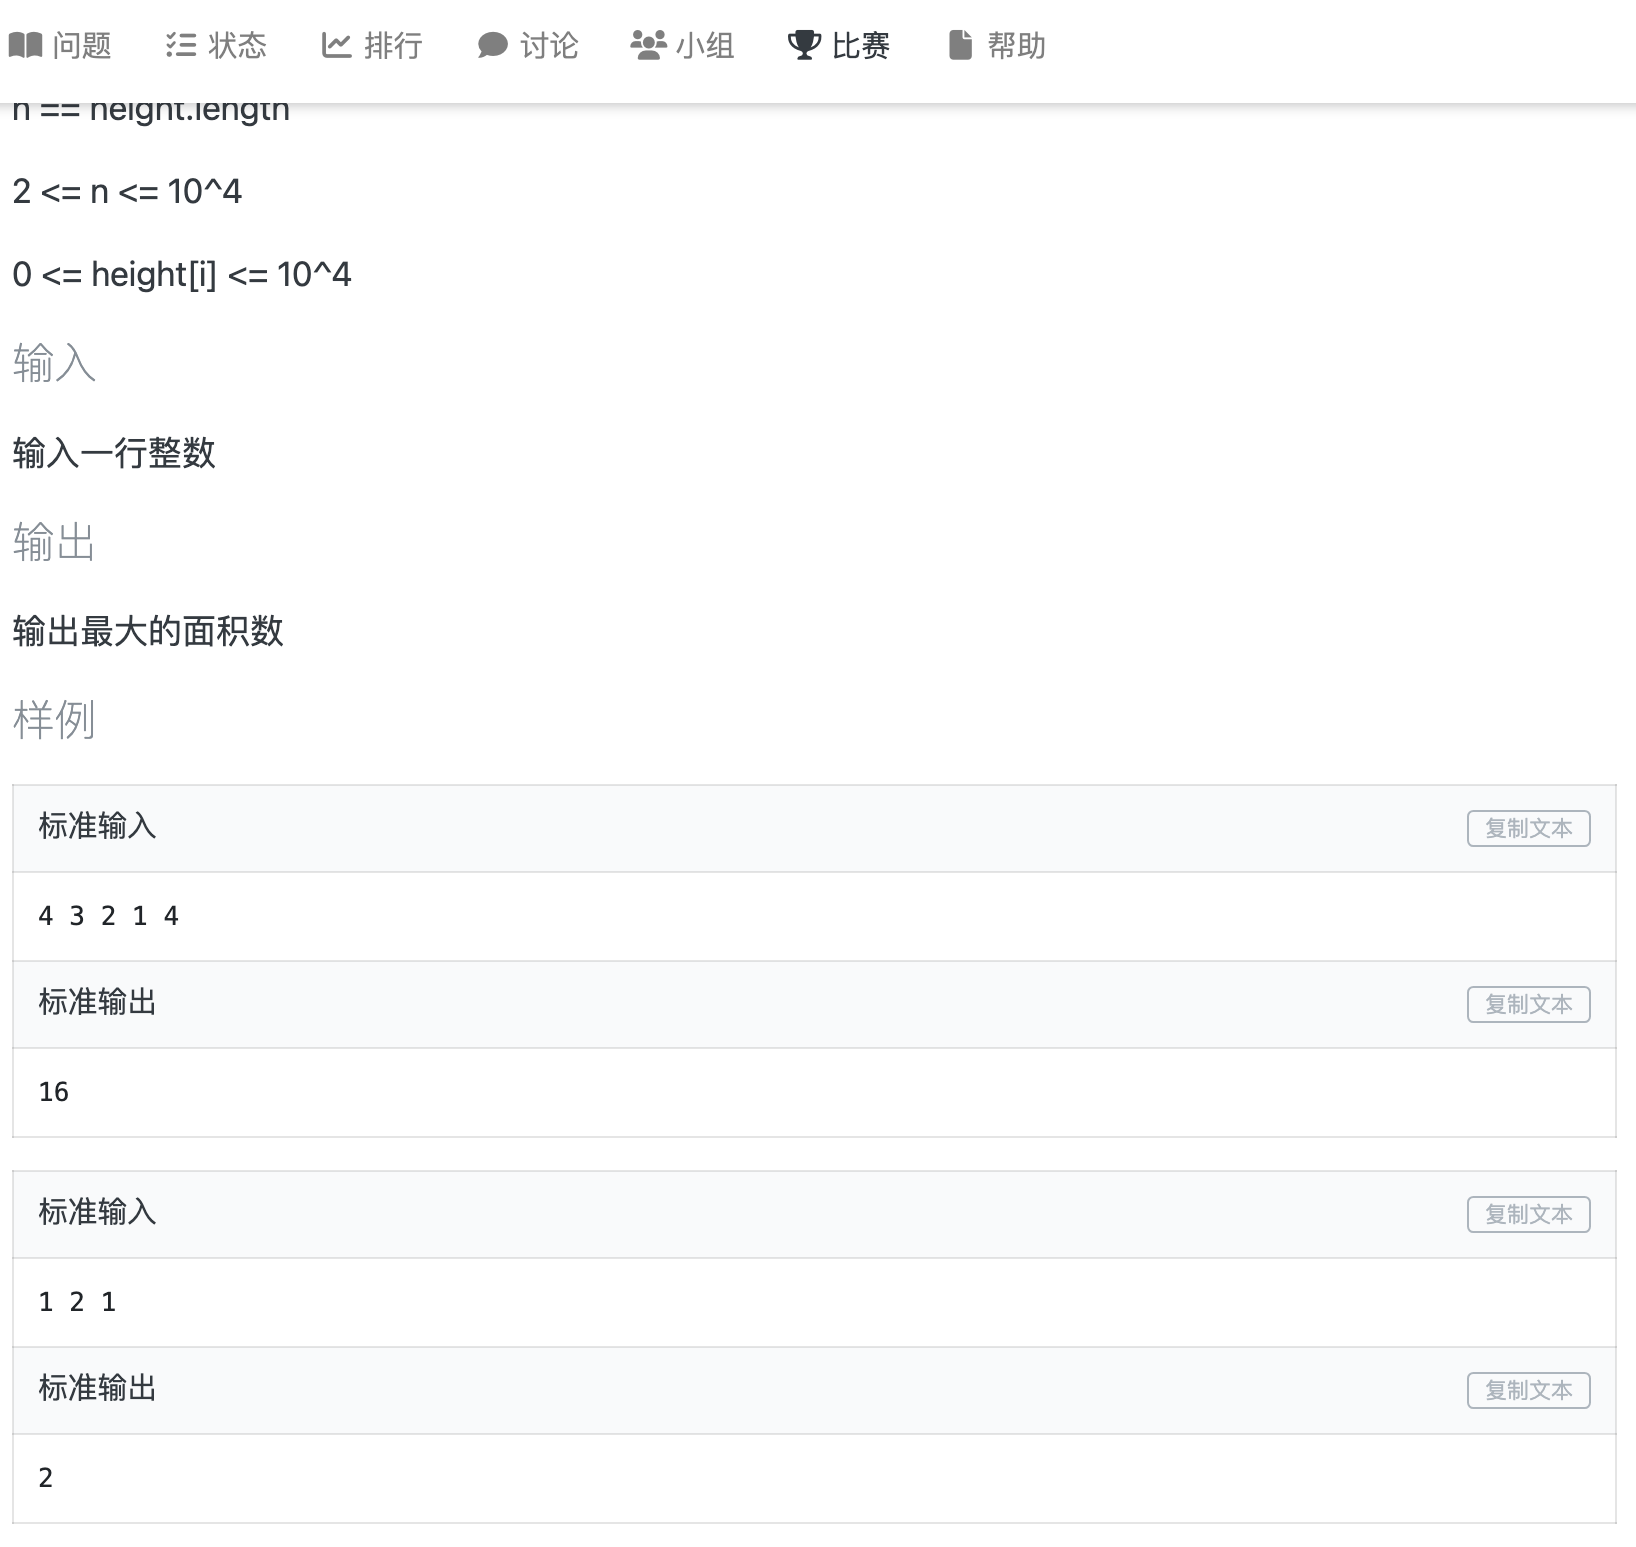 问题 状态 排行 讨论 小组 比赛 帮助
n == height.length
2 <= n <= 10^4
0 <= height[i] <= 10^4
输入
输入一行整数
输出
输出最大的面积数
样例
标准输入 复制文本
4 3 2 1 4
标准输出 复制文本
16
标准输入 复制文本
1 2 1
标准输出 复制文本
2